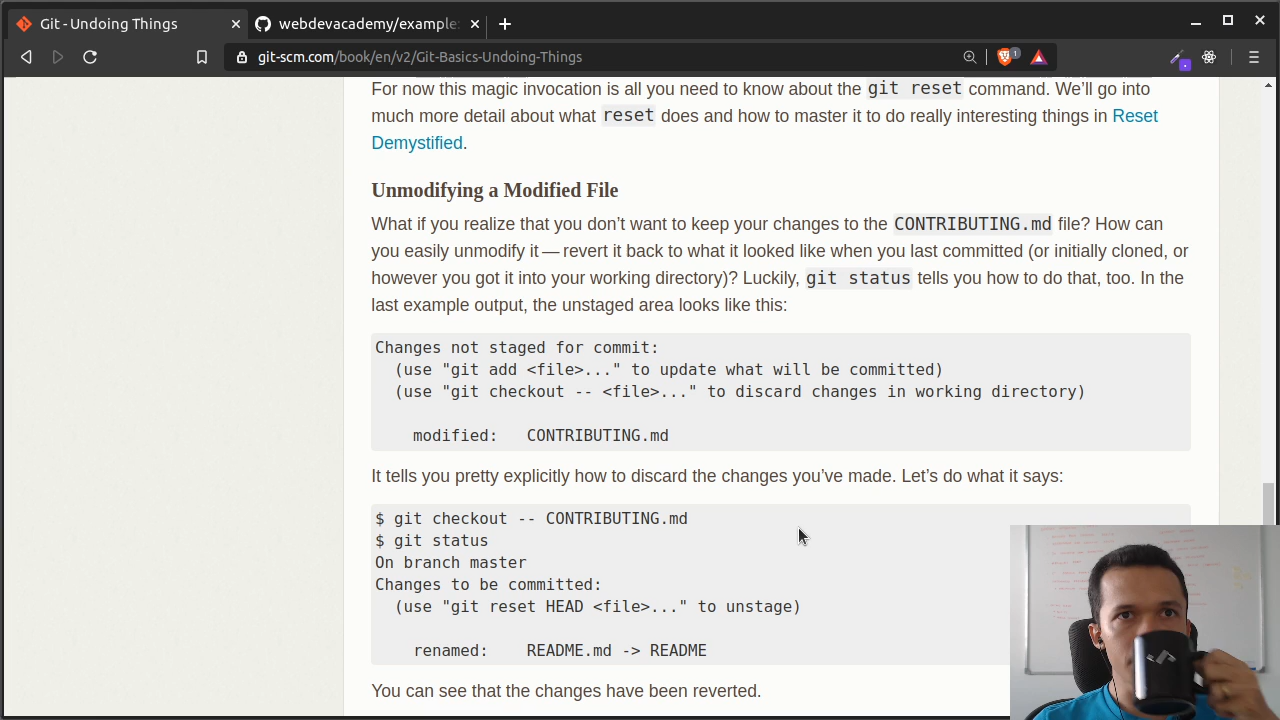 Git - Undoing Things
webdevacademy/example
git-scm.com/book/en/v2/Git-Basics-Undoing-Things
1
For now this magic invocation is all you need to know about the git reset command. We’ll go into
much more detail about what reset does and how to master it to do really interesting things in Reset
Demystified.
Unmodifying a Modified File
What if you realize that you don’t want to keep your changes to the CONTRIBUTING.md file? How can
you easily unmodify it — revert it back to what it looked like when you last committed (or initially cloned, or
however you got it into your working directory)? Luckily, git status tells you how to do that, too. In the
last example output, the unstaged area looks like this:
Changes not staged for commit:
(use "git add <file>..." to update what will be committed)
(use "git checkout -- <file>..." to discard changes in working directory)
modified: CONTRIBUTING.md
It tells you pretty explicitly how to discard the changes you’ve made. Let’s do what it says:
$ git checkout -- CONTRIBUTING.md
$ git status
On branch master
Changes to be committed:
(use "git reset HEAD <file>..." to unstage)
renamed: README.md -> README
You can see that the changes have been reverted.